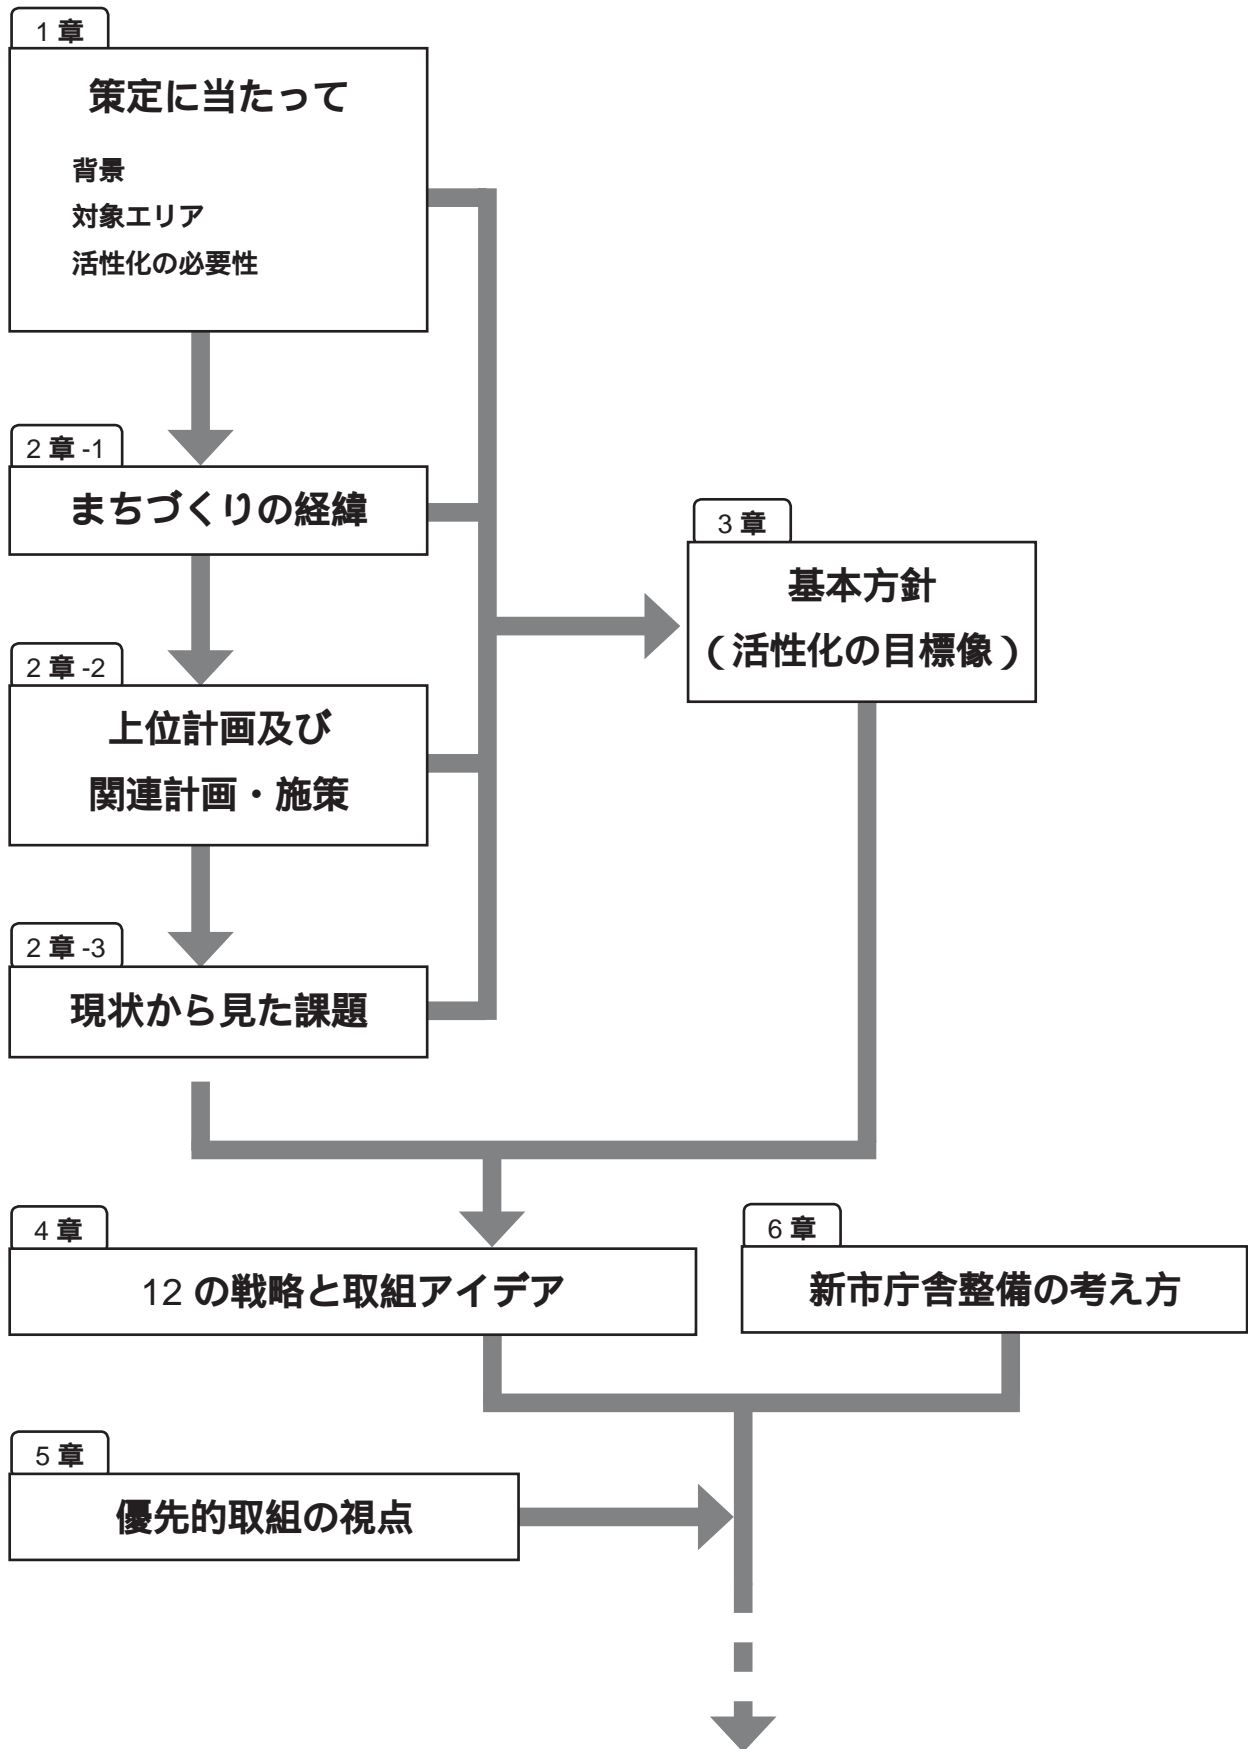 1 章
策定に当たって
背景
対象エリア
活性化の必要性
2 章 -1
まちづくりの経緯
2 章 -2
上位計画及び
関連計画・施策
2 章 -3
現状から見た課題
3 章
基本方針
（活性化の目標像）
4 章
12 の戦略と取組アイデア
6 章
新市庁舎整備の考え方
5 章
優先的取組の視点